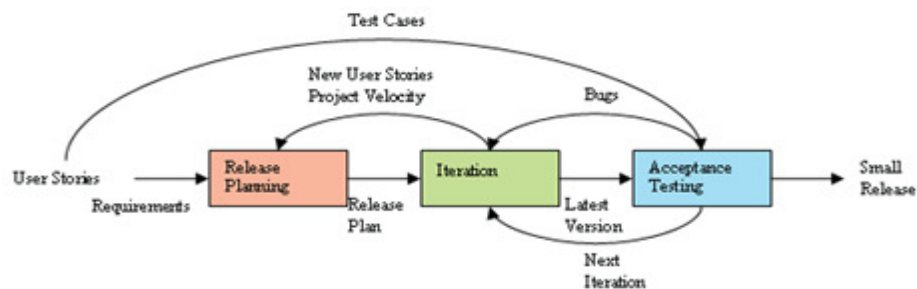 Test Cases
New User Stories
Project Velocity
Bugs
Release
Planning
Iteration
Acceptance
Testing
User Stories
Small
Release
Requirements
Release
Plan
Latest
Version
Next
Iteration